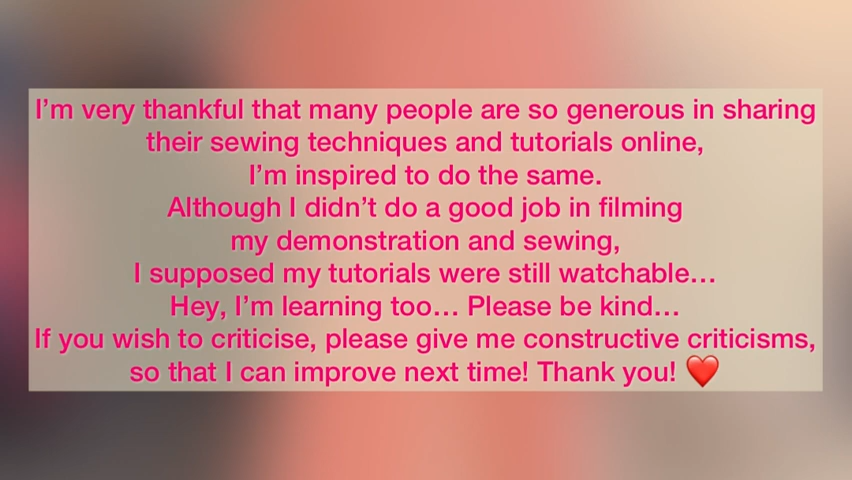 I’m very thankful that many people are so generous in sharing
their sewing techniques and tutorials online,
I’m inspired to do the same.
Although I didn’t do a good job in filming
my demonstration and sewing,
I supposed my tutorials were still watchable…
Hey, I’m learning too… Please be kind…
If you wish to criticise, please give me constructive criticisms,
so that I can improve next time! Thank you! ❤️